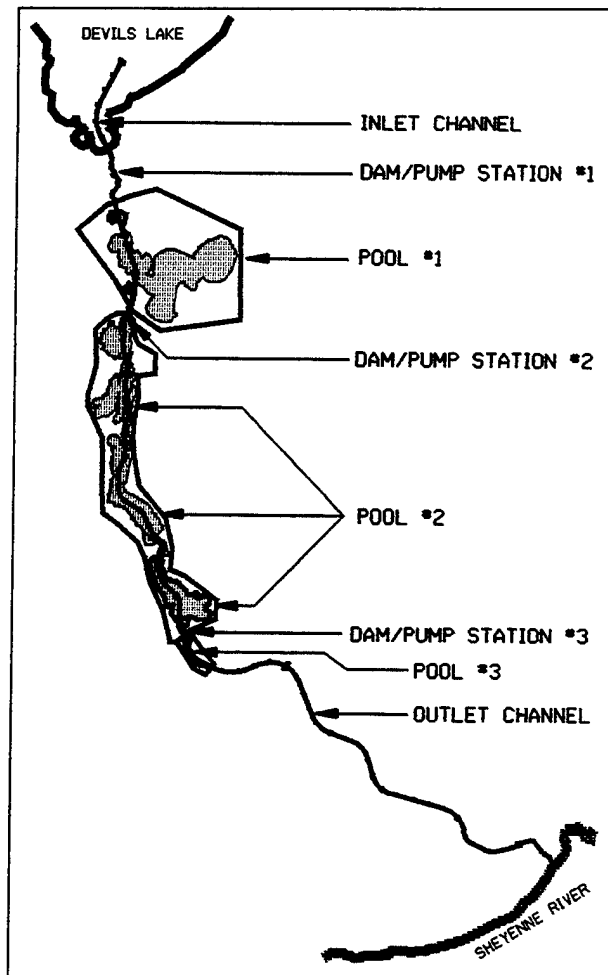 DEVILS LAKE
INLET CHANNEL
DAM/PUMP STATION #1
POOL #1
DAM/PUMP STATION #2
POOL #2
DAM/PUMP STATION #3
POOL #3
OUTLET CHANNEL
SHEYENNE RIVER